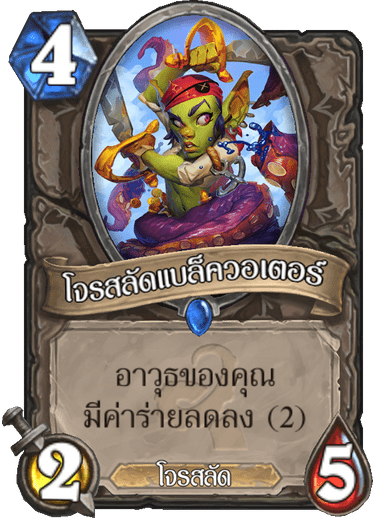 4
โจรสลัดแบล็ควอเตอร์
อาวุธของคุณ
มีค่าร่ายลดลง (2)
2
โจรสลัด
5